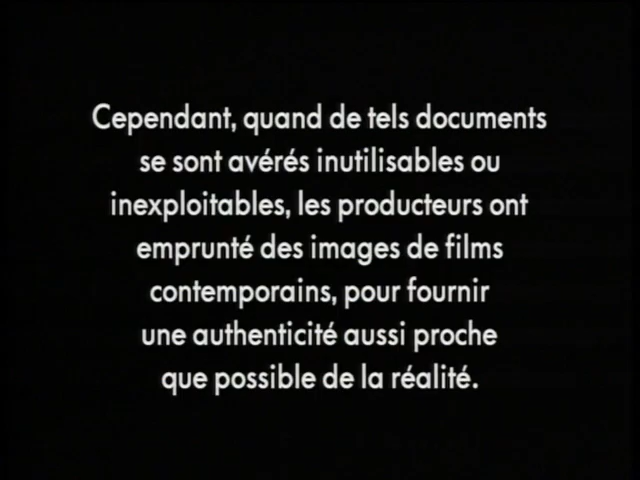 Cependant, quand de tels documents
se sont avérés inutilisables ou
inexploitables, les producteurs ont
emprunté des images de films
contemporains, pour fournir
une authenticité aussi proche
que possible de la réalité.